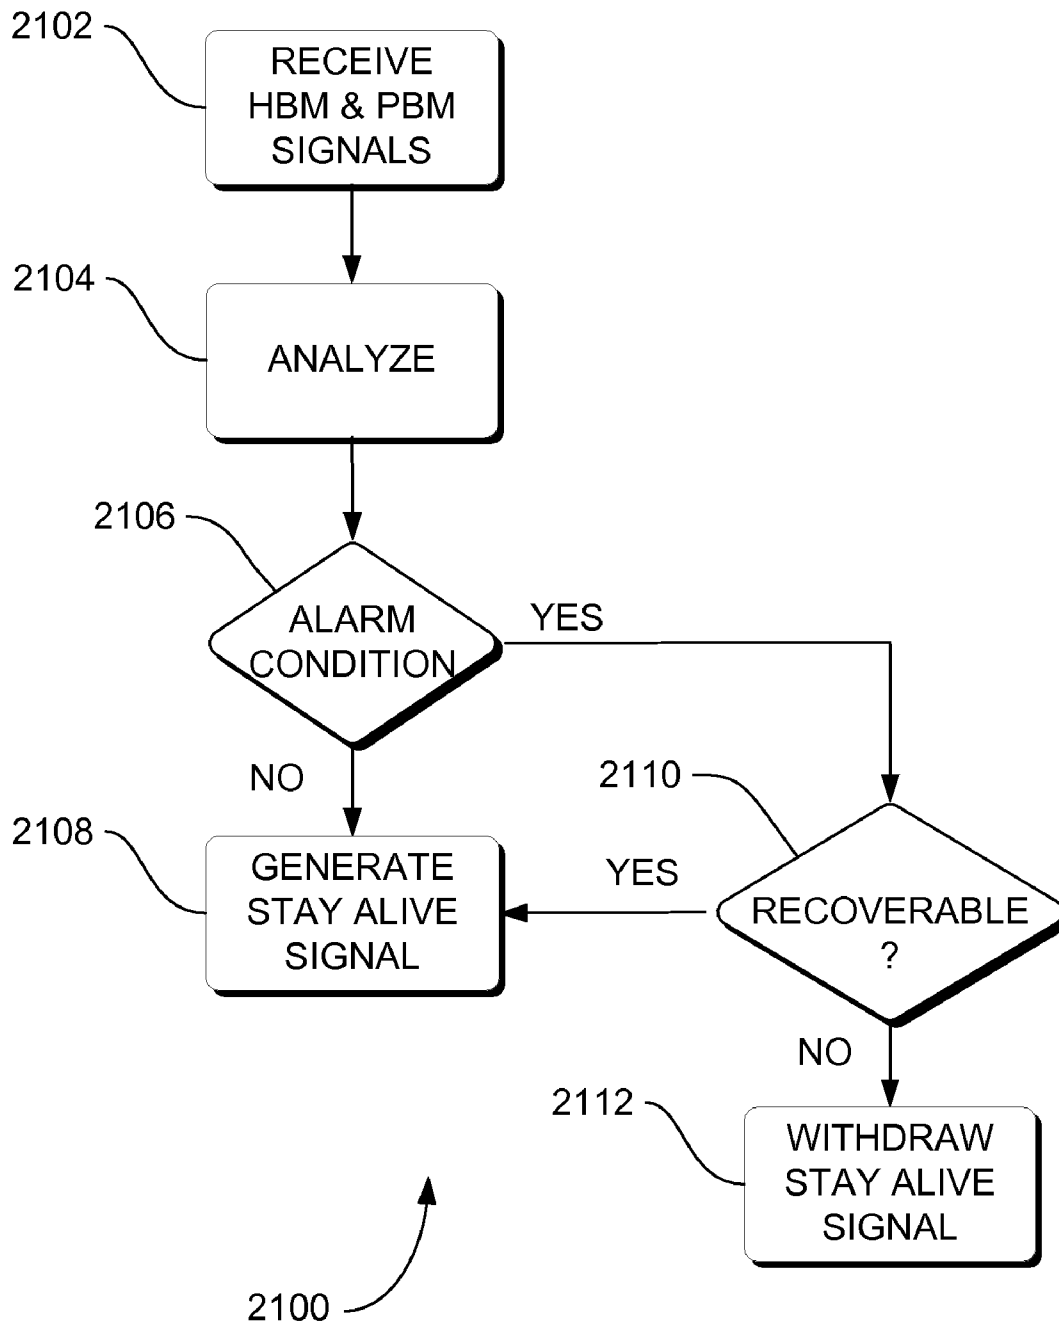 2102
RECEIVE
HBM & PBM
SIGNALS
2104
ANALYZE
2106
ALARM
CONDITION
YES
NO
2110
2108
GENERATE
STAY ALIVE
SIGNAL
YES
RECOVERABLE
?
NO
2112
WITHDRAW
STAY ALIVE
SIGNAL
2100